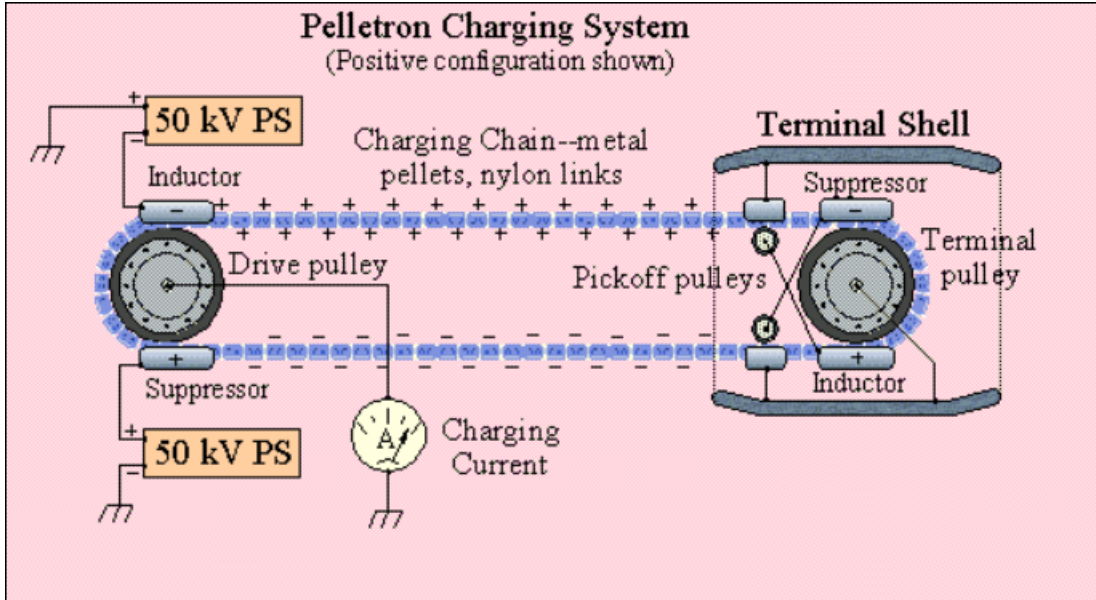 Pelletron Charging System
(Positive configuration shown)
+
50 kV PS
−
Charging Chain--metal
pellets, nylon links
Terminal Shell
Inductor
Suppressor
−
+ + + + + + + + + + + +
−
+ + + + + + + + + + + +
Drive pulley
Pickoff pulleys
Terminal
pulley
− − − − − − − −
+
− − − − − − − − −
+
Suppressor
Inductor
+
50 kV PS
−
A
Charging
Current